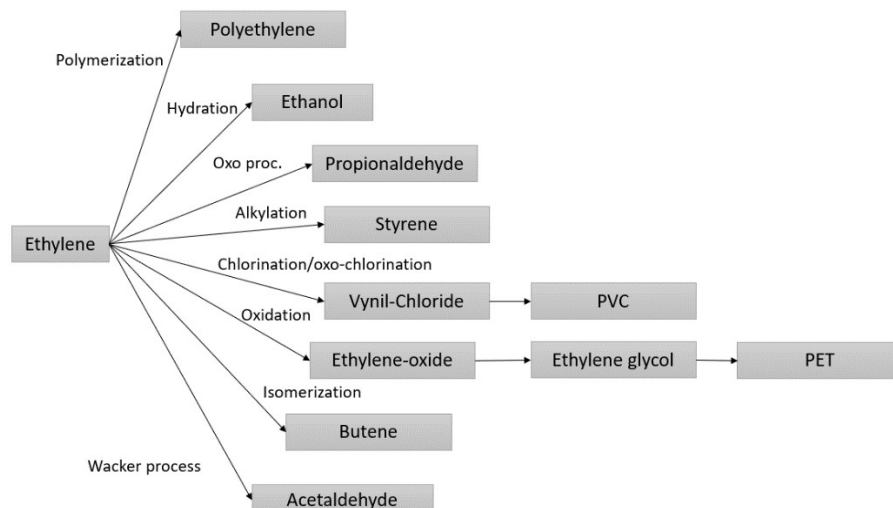 Polyethylene
Polymerization
Ethanol
Hydration
Oxo proc.
Propionaldehyde
Alkylation
Styrene
Ethylene
Chlorination/oxo-chlorination
Vynil-Chloride
PVC
Oxidation
Ethylene-oxide
Ethylene glycol
PET
Isomerization
Butene
Wacker process
Acetaldehyde